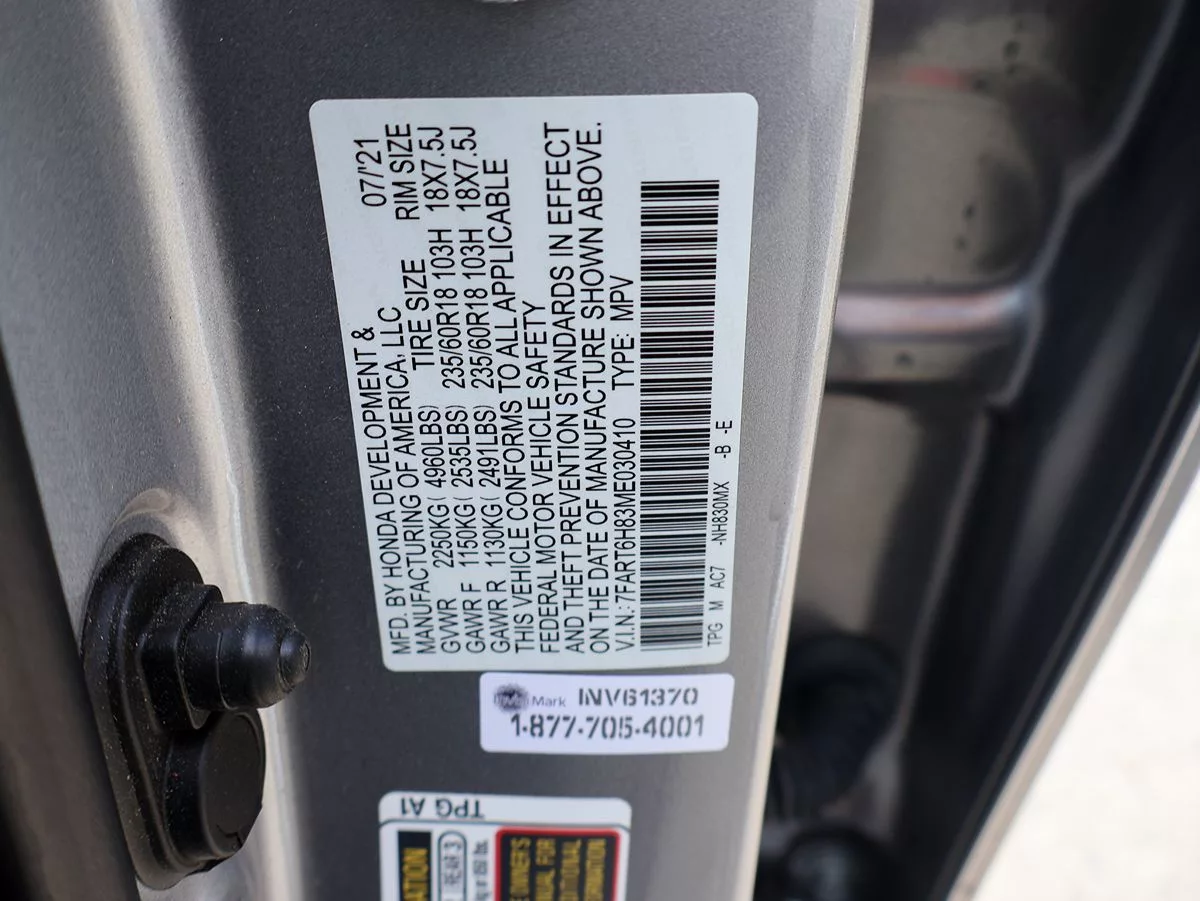 MFD. BY HONDA DEVELOPMENT & 07/'21
MANUFACTURING OF AMERICA, LLC TIRE SIZE RIM SIZE
GVWR 2250KG( 4960LBS) 235/60R18 103H 18X7.5J
GAWR F 1150KG( 2535LBS) 235/60R18 103H 18X7.5J
GAWR R 1130KG( 2491LBS)
THIS VEHICLE CONFORMS TO ALL APPLICABLE
FEDERAL MOTOR VEHICLE SAFETY
AND THEFT PREVENTION STANDARDS IN EFFECT
ON THE DATE OF MANUFACTURE SHOWN ABOVE.
V.I.N.: 7FART6H83ME030410 TYPE: MPV
TPG M AC7 -NH830MX -B -E
Mark INV61370
1-877-705-4001
TPG A1
REAR 3